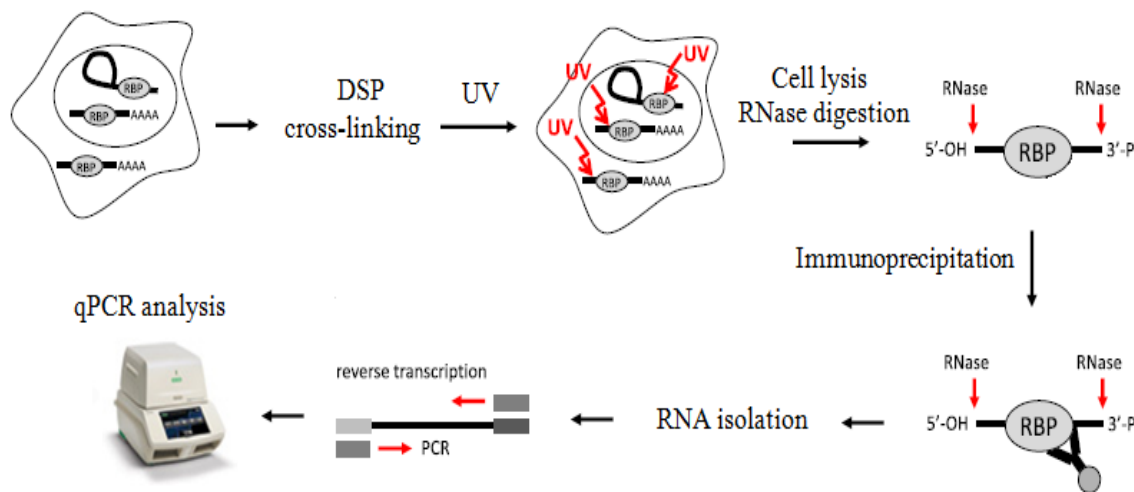 RBP
RBP AAAA
RBP AAAA
DSP
cross-linking
UV
UV
UV
RBP
RBP AAAA
UV
RBP AAAA
Cell lysis
RNase digestion
RNase RNase
5'-OH RBP 3'-P
Immunoprecipitation
RNase RNase
5'-OH RBP 3'-P
RNA isolation
reverse transcription
PCR
qPCR analysis